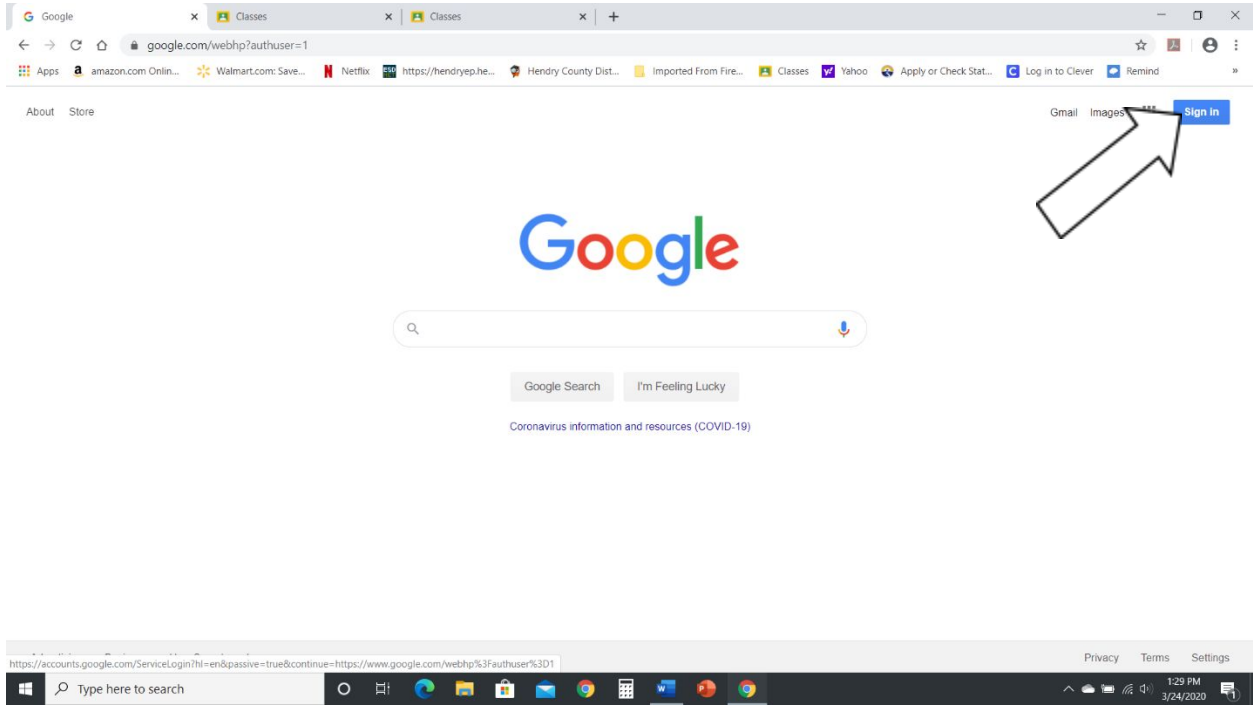 Google
Classes
Classes
google.com/webhp?authuser=1
Apps
amazon.com Onlin...
Walmart.com: Save...
Netflix
https://hendryep.he...
Hendry County Dist...
Imported From Fire...
Classes
Yahoo
Apply or Check Stat...
Log in to Clever
Remind
»
About Store
Gmail Images
Sign in
Google
Google Search
I'm Feeling Lucky
Coronavirus information and resources (COVID-19)
Privacy Terms Settings
https://accounts.google.com/ServiceLogin?hl=en&passive=true&continue=https://www.google.com/webhp%3Fauthuser%3D1
Type here to search
1:29 PM
3/24/2020